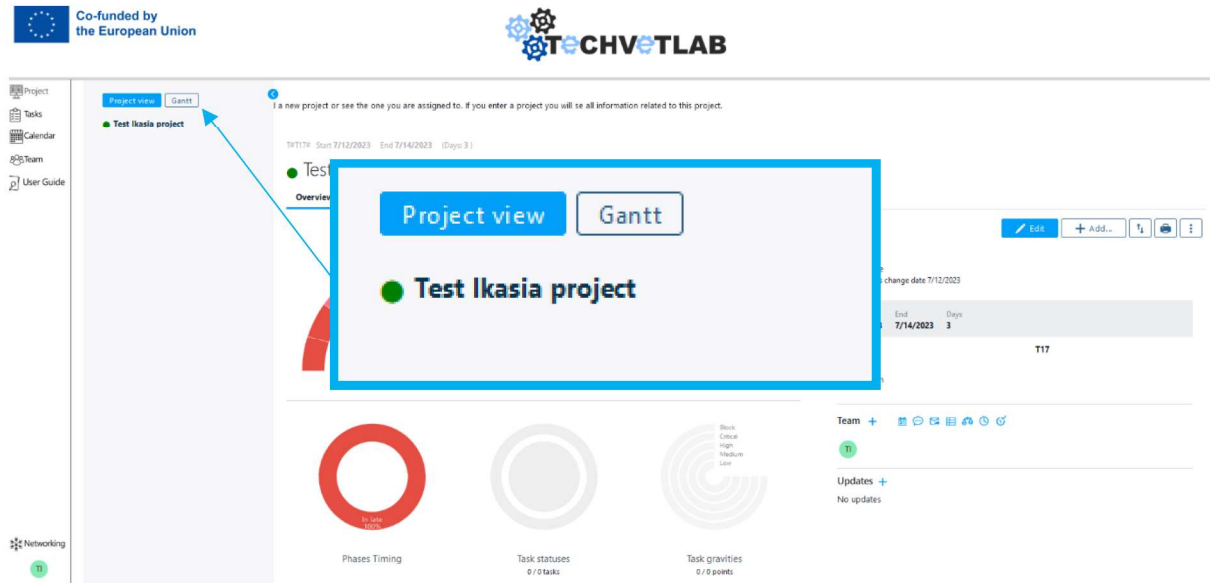 Co-funded by
the European Union
TECHVETLAB
Project
Tasks
Calendar
Team
User Guide
Networking
TI
Project view Gantt
Test Ikasia project
a new project or see the one you are assigned to. If you enter a project you will se all information related to this project.
T#T17# Start 7/12/2023 End 7/14/2023 (Days: 3 )
Test
Overview
Project view Gantt
Test Ikasia project
Edit + Add...
change date 7/12/2023
End Days
7/14/2023 3
T17
Team +
TI
Updates +
No updates
In late
100%
Phases Timing
Task statuses
0 / 0 tasks
Block
Critical
High
Medium
Low
Task gravities
0 / 0 points